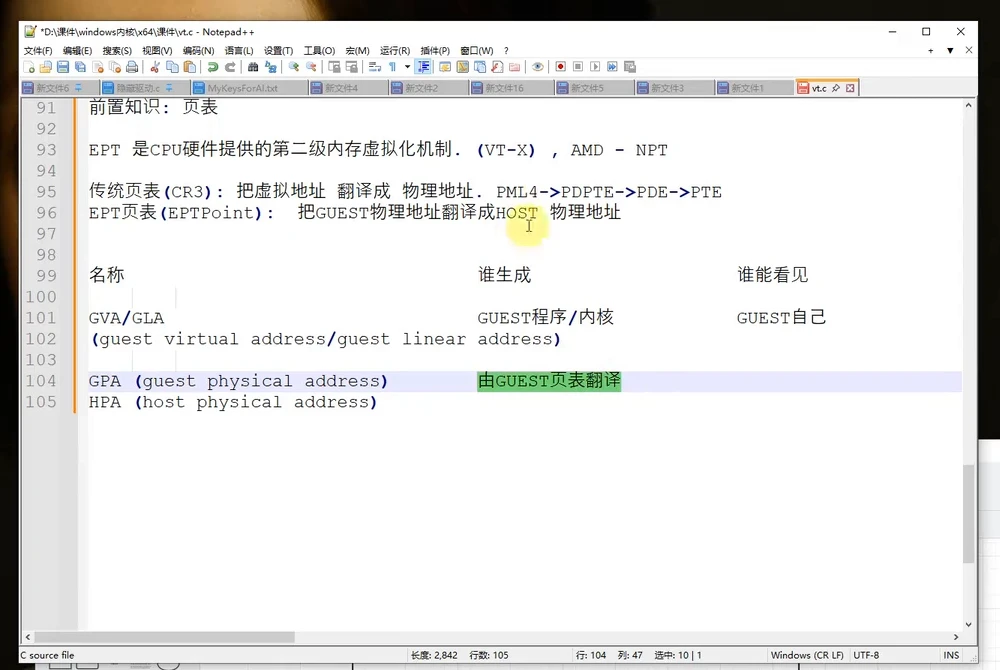 *D:\课件\windows内核\x64\课件\vt.c - Notepad++
文件(F) 编辑(E) 搜索(S) 视图(V) 编码(N) 语言(L) 设置(T) 工具(O) 宏(M) 运行(R) 插件(P) 窗口(W) ?
新文件6 隐藏驱动.c MyKeysForAI.txt 新文件4 新文件2 新文件16 新文件5 新文件3 新文件1 vt.c
91 前置知识: 页表
92
93 EPT 是CPU硬件提供的第二级内存虚拟化机制. (VT-X) , AMD - NPT
94
95 传统页表(CR3): 把虚拟地址 翻译成 物理地址. PML4->PDPTE->PDE->PTE
96 EPT页表(EPTPoint): 把GUEST物理地址翻译成HOST 物理地址
97
98
99 名称 谁生成 谁能看见
100
101 GVA/GLA GUEST程序/内核 GUEST自己
102 (guest virtual address/guest linear address)
103
104 GPA (guest physical address) 由GUEST页表翻译
105 HPA (host physical address)
C source file 长度: 2,842 行数: 105 行: 104 列: 47 选中: 10 | 1 Windows (CR LF) UTF-8 INS